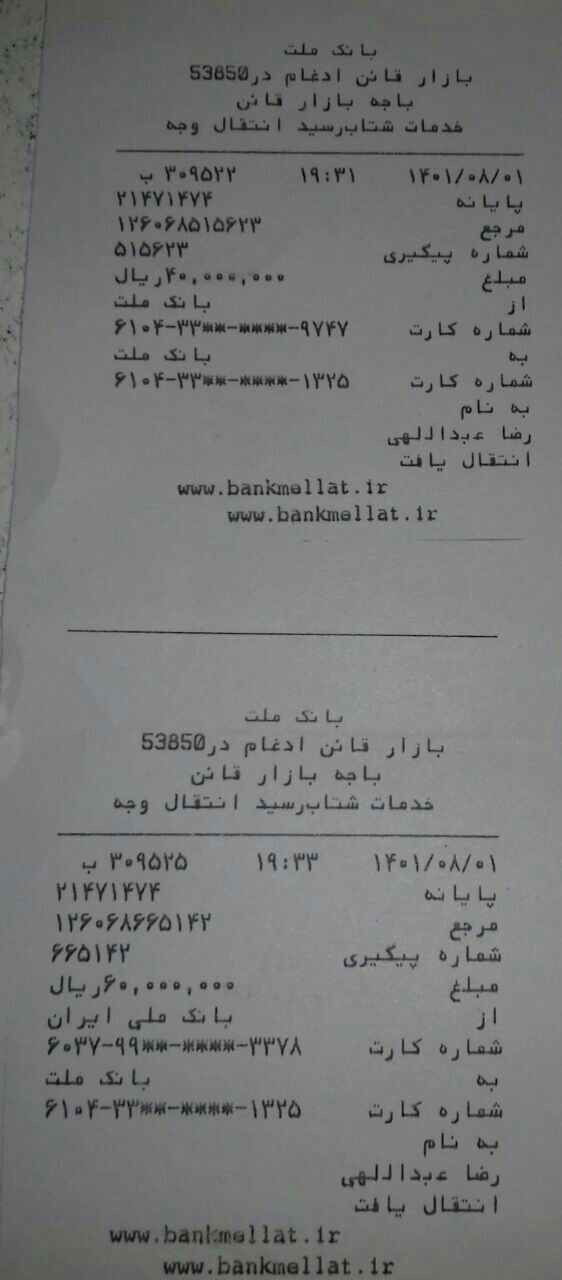 بانک ملت
بازار قائن ادغام در53850
باجه بازار قائن
خدمات شتاب‌رسید انتقال وجه
۱۴۰۱/۰۸/۰۱ ۱۹:۳۱ ۳۰۹۵۲۲ ب
پایانه ۲۱۴۷۱۴۷۴
مرجع ۱۲۶۰۶۸۵۱۵۶۲۳
شماره پیگیری ۵۱۵۶۲۳
مبلغ ۴۰,۰۰۰,۰۰۰ریال
از بانک ملت
شماره کارت ۶۱۰۴-۳۳**-****-۹۷۴۷
به بانک ملت
شماره کارت ۶۱۰۴-۳۳**-****-۱۳۲۵
به نام
رضا عبداللهی
انتقال یافت
www.bankmellat.ir
www.bankmellat.ir
بانک ملت
بازار قائن ادغام در53850
باجه بازار قائن
خدمات شتاب‌رسید انتقال وجه
۱۴۰۱/۰۸/۰۱ ۱۹:۳۳ ۳۰۹۵۲۵ ب
پایانه ۲۱۴۷۱۴۷۴
مرجع ۱۲۶۰۶۸۶۶۵۱۴۲
شماره پیگیری ۶۶۵۱۴۲
مبلغ ۶۰,۰۰۰,۰۰۰ریال
از بانک ملی ایران
شماره کارت ۶۰۳۷-۹۹**-****-۳۳۷۸
به بانک ملت
شماره کارت ۶۱۰۴-۳۳**-****-۱۳۲۵
به نام
رضا عبداللهی
انتقال یافت
www.bankmellat.ir
www.bankmellat.ir